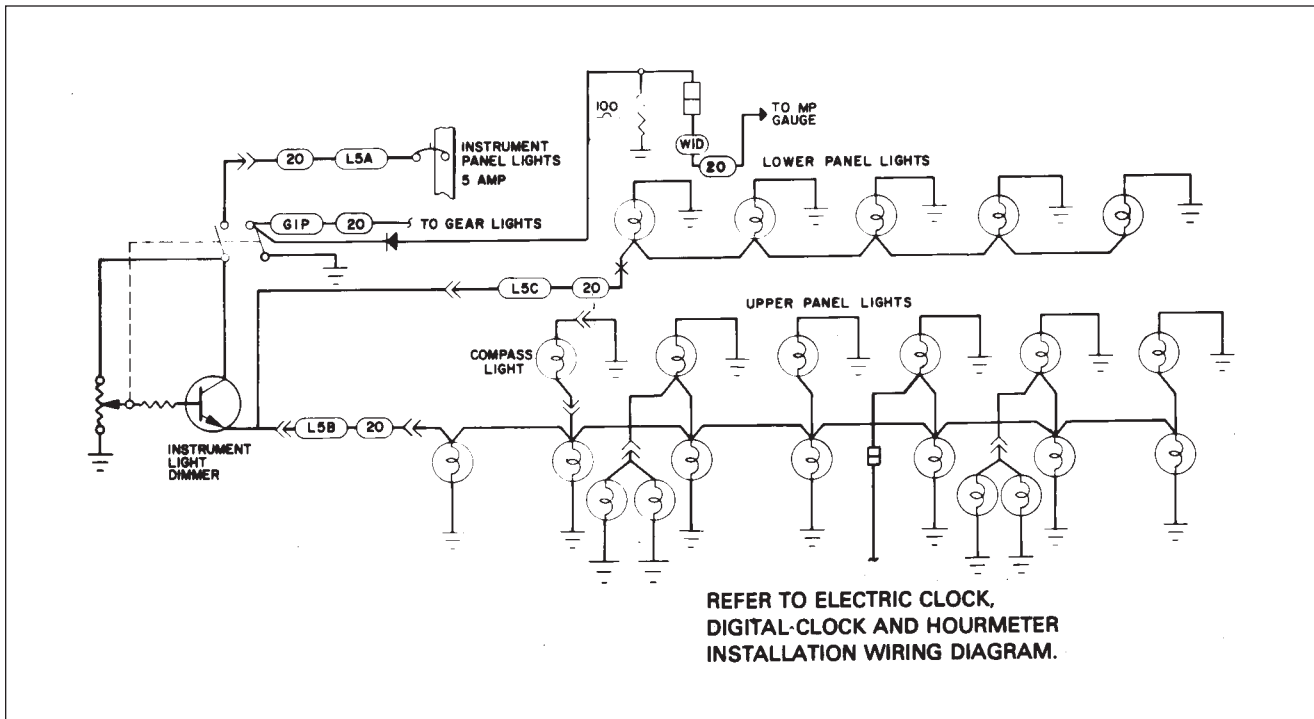 100
TO MP
GAUGE
WID
20
LOWER PANEL LIGHTS
20
L5A
INSTRUMENT
PANEL LIGHTS
5 AMP
GIP
20
TO GEAR LIGHTS
L5C
20
UPPER PANEL LIGHTS
COMPASS
LIGHT
L5B
20
INSTRUMENT
LIGHT
DIMMER
REFER TO ELECTRIC CLOCK,
DIGITAL-CLOCK AND HOURMETER
INSTALLATION WIRING DIAGRAM.